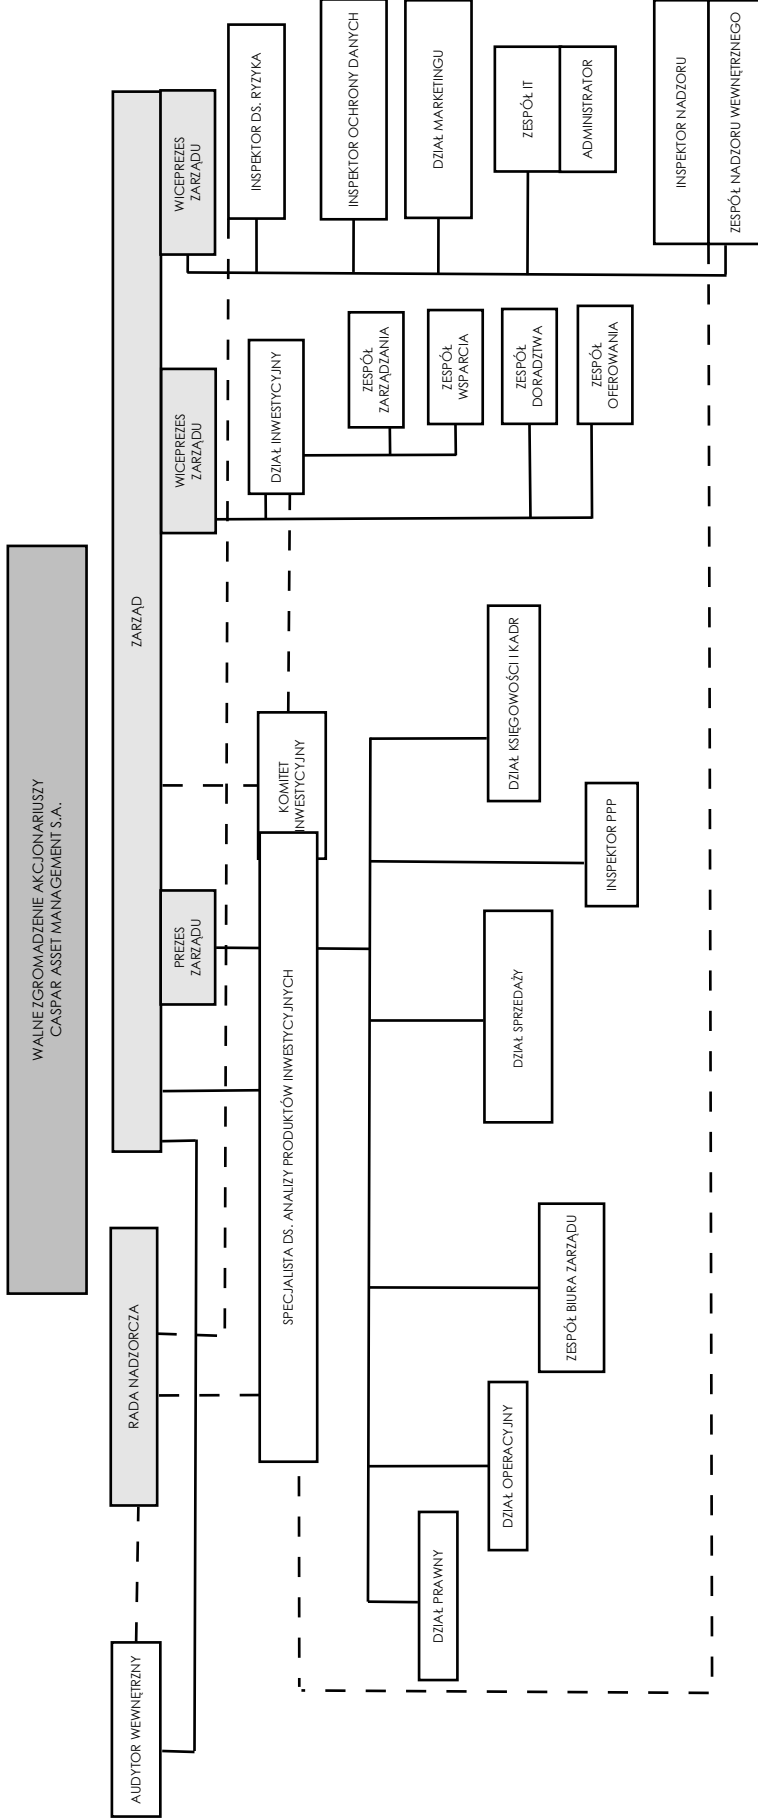 WALNE ZGROMADZENIE AKCJONARIUSZY
CASPAR ASSET MANAGEMENT S.A.
AUDYTOR WEWNĘTRZNY
RADA NADZORCZA
ZARZĄD
PREZES
ZARZĄDU
WICEPREZES
ZARZĄDU
WICEPREZES
ZARZĄDU
SPECJALISTA DS. ANALIZY PRODUKTÓW INWESTYCYJNYCH
KOMITET
INWESTYCYJNY
DZIAŁ INWESTYCYJNY
INSPEKTOR DS. RYZYKA
ZESPÓŁ
ZARZĄDZANIA
INSPEKTOR OCHRONY DANYCH
DZIAŁ PRAWNY
ZESPÓŁ
WSPARCIA
DZIAŁ MARKETINGU
DZIAŁ OPERACYJNY
DZIAŁ SPRZEDAŻY
DZIAŁ KSIĘGOWOŚCI I KADR
ZESPÓŁ
DORADZTWA
ZESPÓŁ IT
ADMINISTRATOR
ZESPÓŁ BIURA ZARZĄDU
INSPEKTOR PPP
ZESPÓŁ
OFEROWANIA
INSPEKTOR NADZORU
ZESPÓŁ NADZORU WEWNĘTRZNEGO